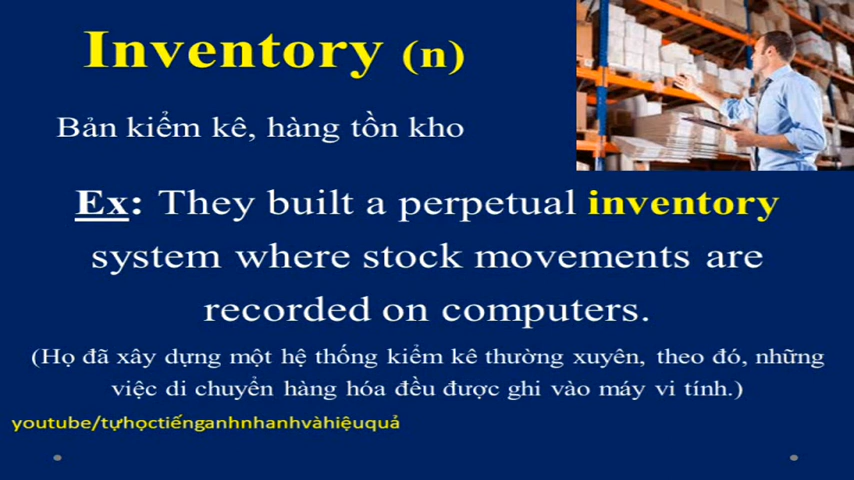 Inventory (n)
Bản kiểm kê, hàng tồn kho
Ex: They built a perpetual inventory
system where stock movements are
recorded on computers.
(Họ đã xây dựng một hệ thống kiểm kê thường xuyên, theo đó, những
việc di chuyển hàng hóa đều được ghi vào máy vi tính.)
youtube/tựhọctiếnganhnhanhvàhiệuquả